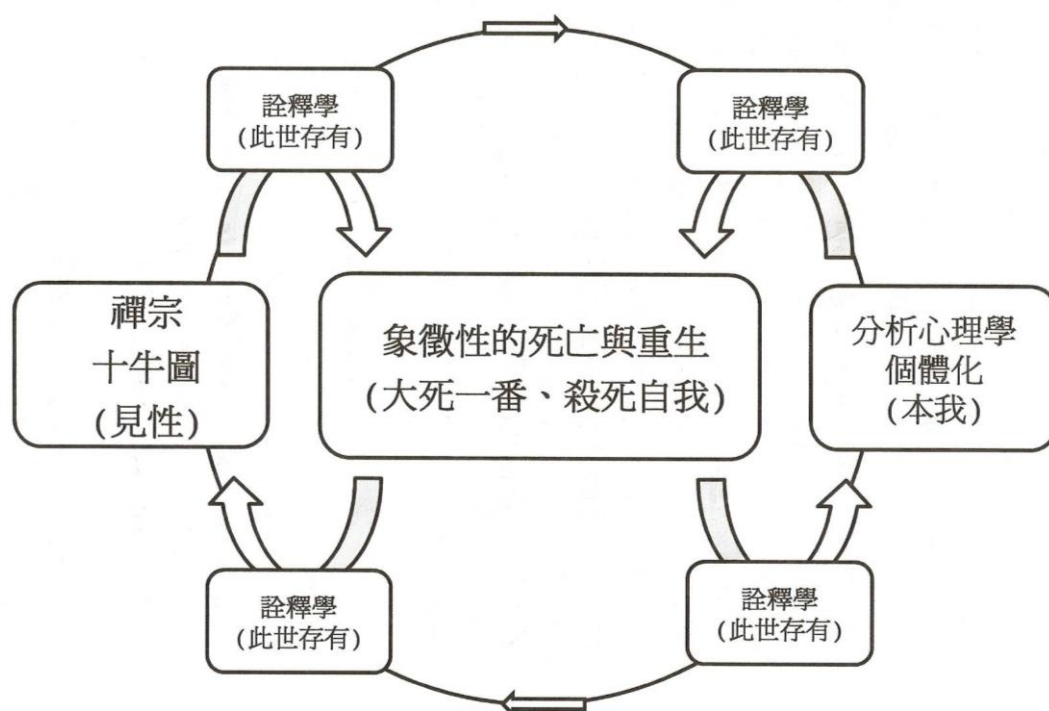 詮釋學
(此世存有)
詮釋學
(此世存有)
禪宗
十牛圖
(見性)
象徵性的死亡與重生
(大死一番、殺死自我)
分析心理學
個體化
(本我)
詮釋學
(此世存有)
詮釋學
(此世存有)